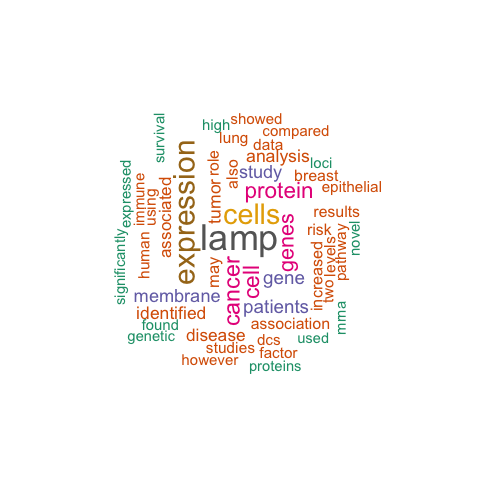 showed
high
compared
survival
lung
data
analysis
loci
role
also
study
breast
epithelial
expression
tumor
protein
immune
using
associated
expressed
cells
results
genes
risk
novel
lamp
human
significantly
may
cancer
cell
gene
increased
two
levels
pathway
membrane
patients
identified
mrna
found
association
genetic
disease
dcs
used
studies
factor
however
proteins